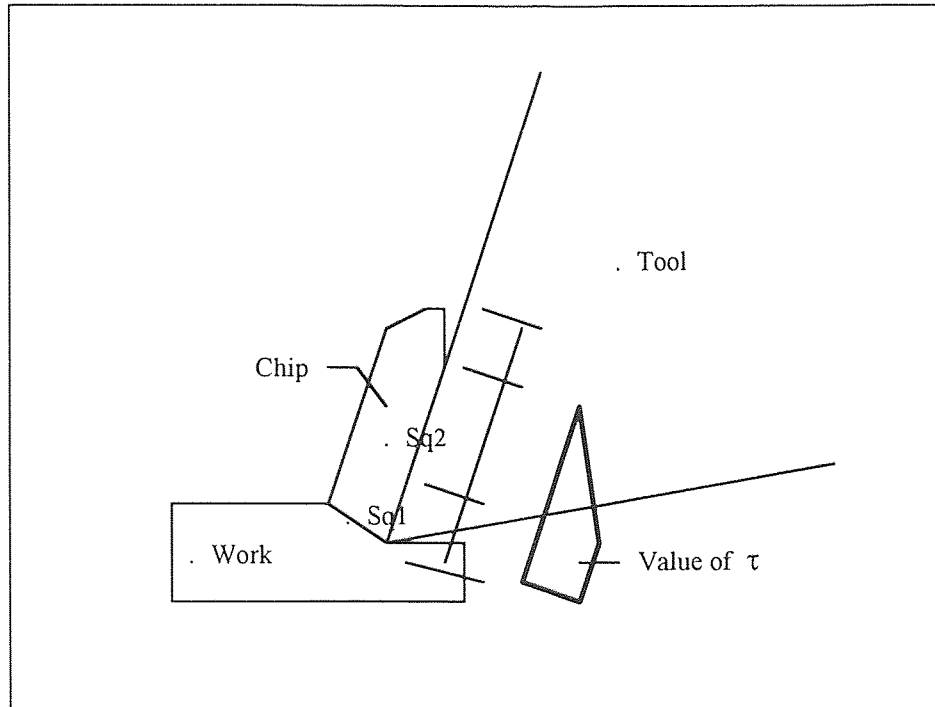 Tool
Chip
Sq2
Sq1
Work
Value of τ